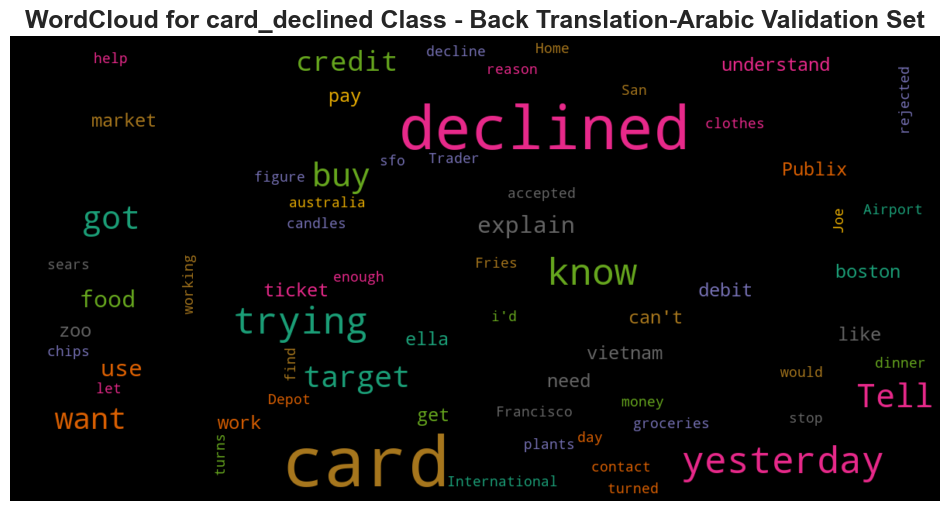 WordCloud for card_declined Class - Back Translation-Arabic Validation Set
help
credit
decline
Home
reason
understand
rejected
pay
San
market
declined
clothes
sfo
Trader
figure
buy
Publix
accepted
australia
candles
got
explain
Joe
Airport
sears
working
Fries
know
boston
enough
ticket
debit
food
i'd
can't
trying
zoo
ella
like
chips
vietnam
find
dinner
use
target
need
would
let
Depot
money
Tell
want
work
get
Francisco
groceries
stop
turns
card
plants
day
yesterday
contact
International
turned